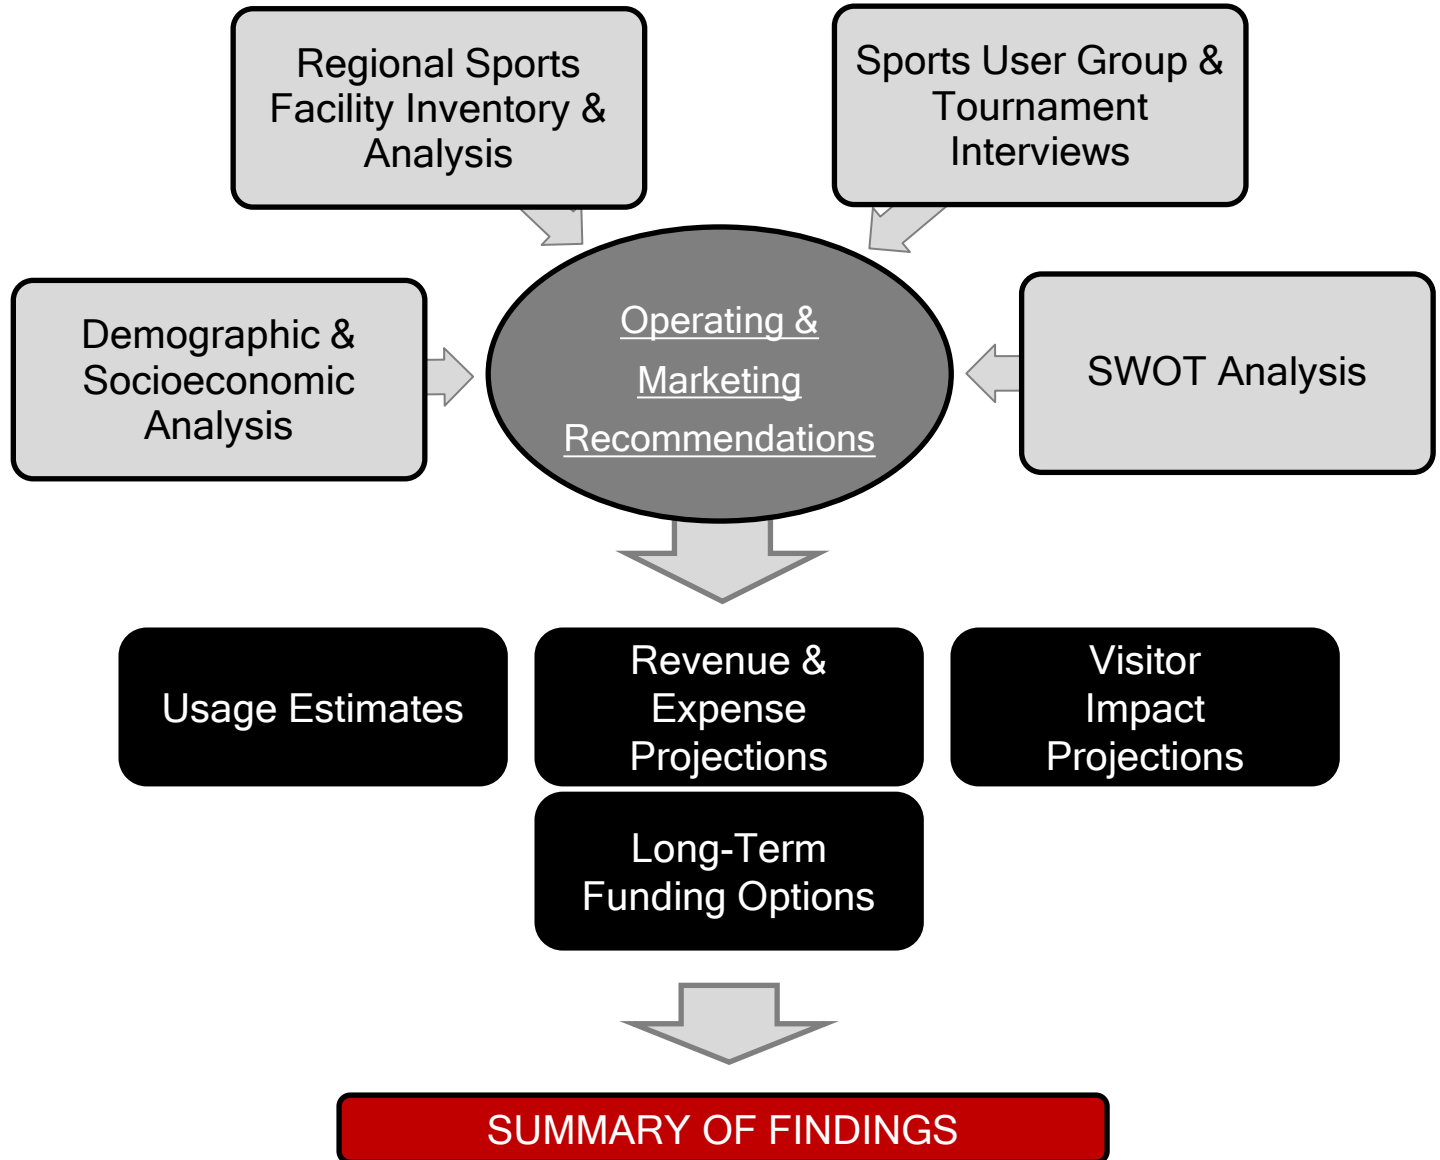 Regional Sports
Facility Inventory &
Analysis
Sports User Group &
Tournament
Interviews
Demographic &
Socioeconomic
Analysis
Operating &
Marketing
Recommendations
SWOT Analysis
Usage Estimates
Revenue &
Expense
Projections
Visitor
Impact
Projections
Long-Term
Funding Options
SUMMARY OF FINDINGS